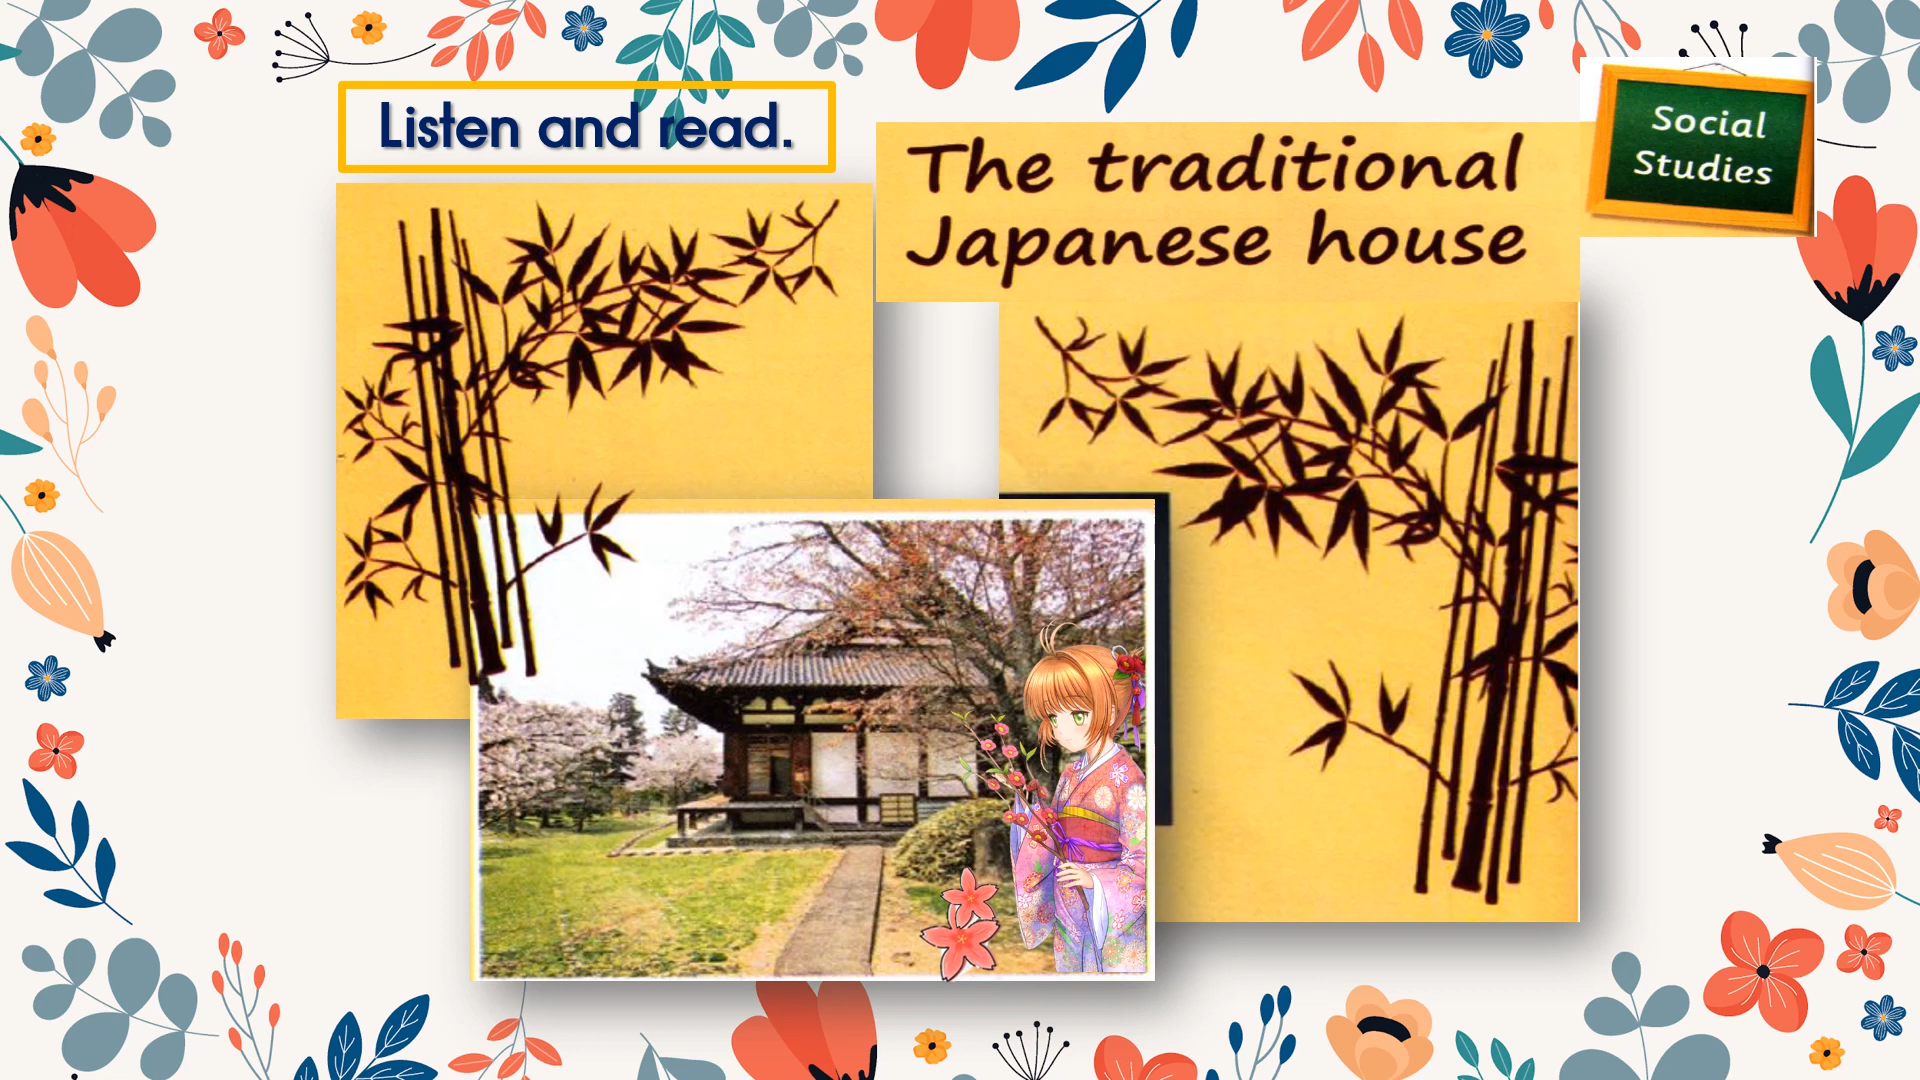 Listen and read.
The traditional
Japanese house
Social
Studies